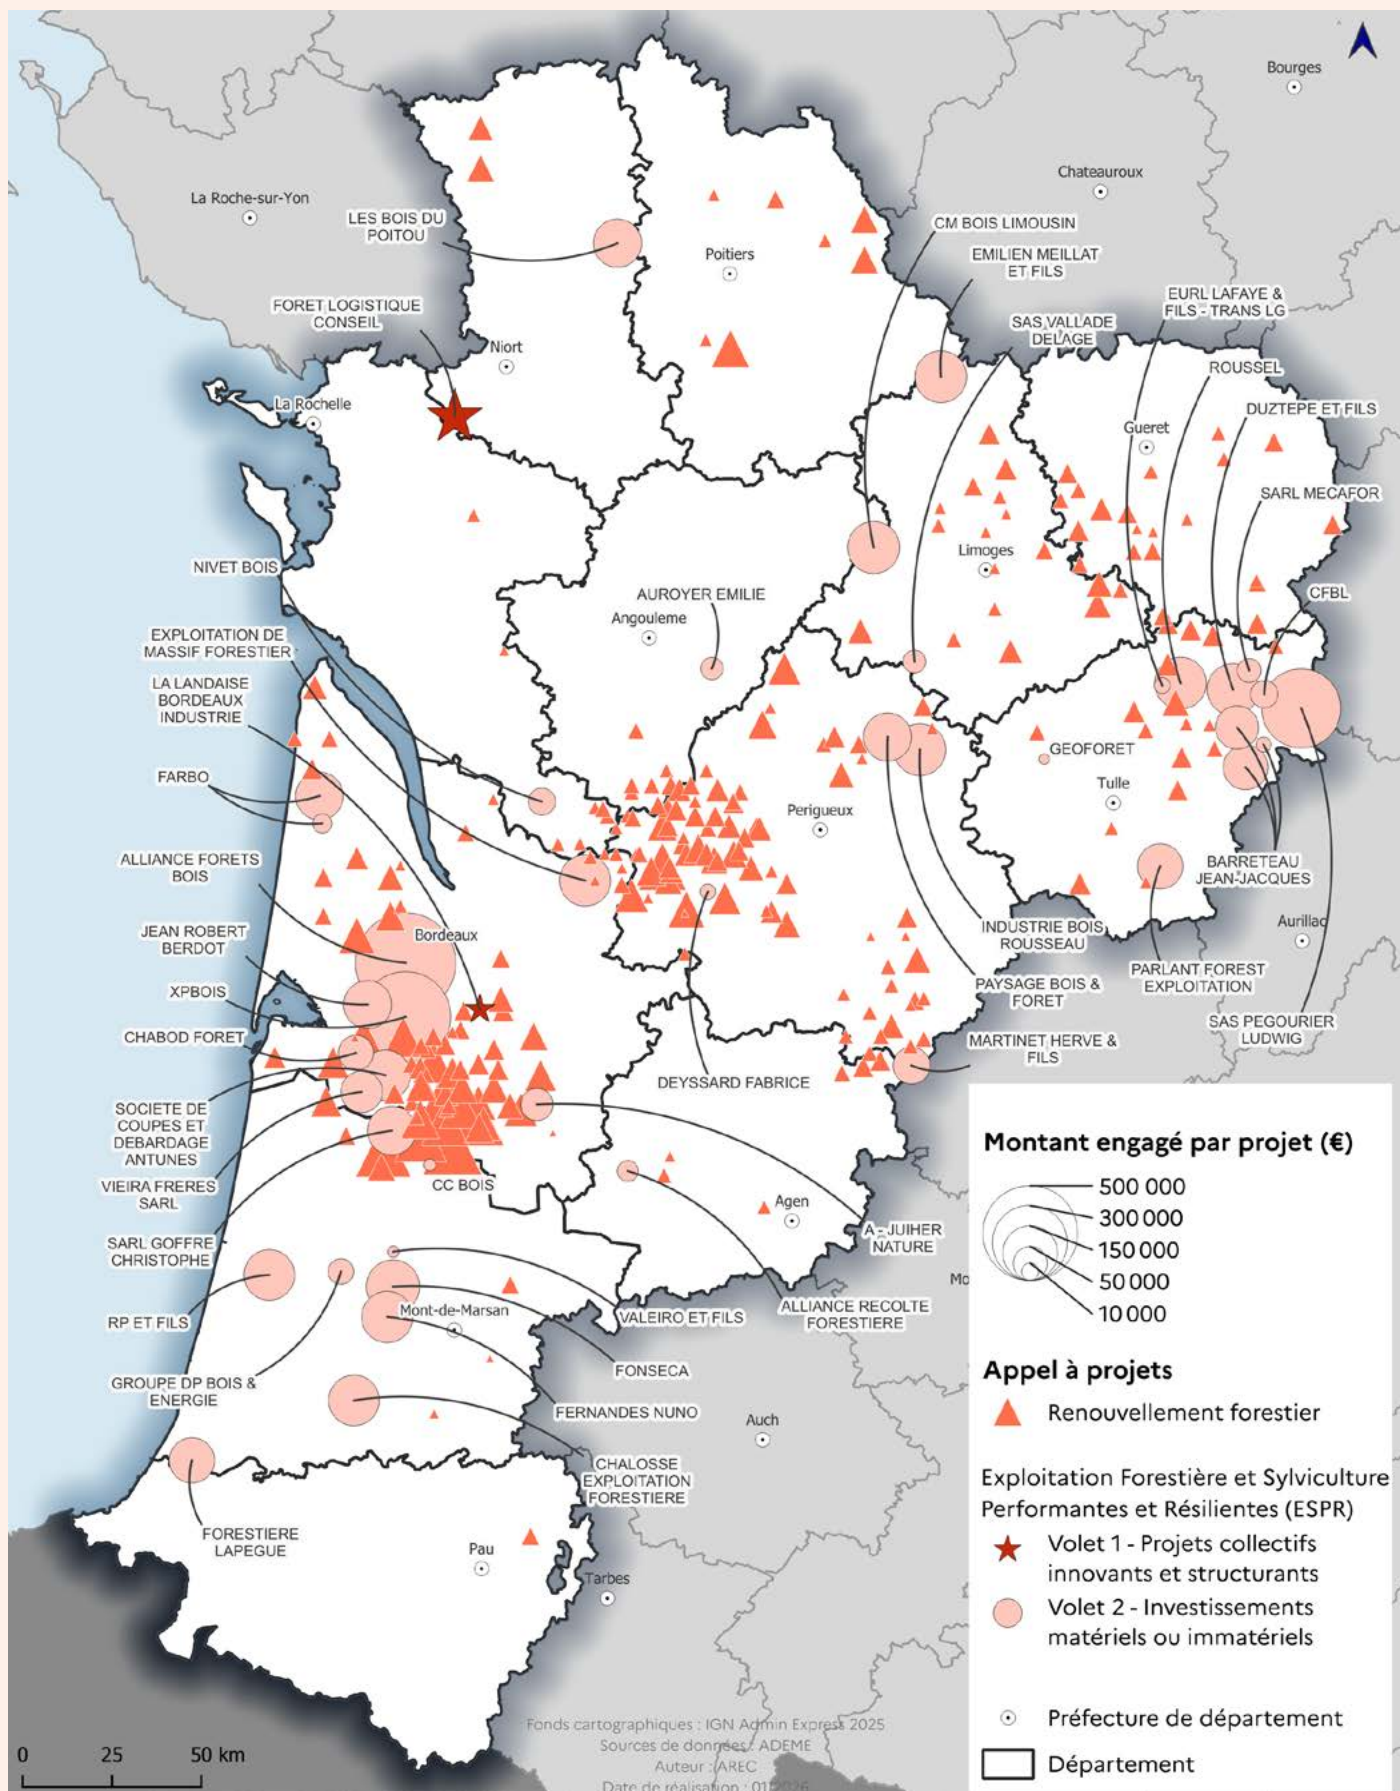 Bourges
Chateauroux
La Roche-sur-Yon
LES BOIS DU
POITOU
CM BOIS LIMOUSIN
Poitiers
EMILIEN MEILLAT
ET FILS
EURL LAFAYE &
FILS - TRANS LG
FORET LOGISTIQUE
CONSEIL
SAS VALLADE
DELAGE
Niort
ROUSSEL
La Rochelle
DUZTEPE ET FILS
Gueret
SARL MECAFOR
Limoges
NIVET BOIS
AUROYER EMILIE
CFBL
Angouleme
EXPLOITATION DE
MASSIF FORESTIER
LA LANDAISE
BORDEAUX
INDUSTRIE
GEOFORET
FARBO
Tulle
Perigueux
ALLIANCE FORETS
BOIS
BARRETEAU
JEAN-JACQUES
Aurillac
JEAN ROBERT
BERDOT
Bordeaux
INDUSTRIE BOIS
ROUSSEAU
PARLANT FOREST
EXPLOITATION
XPBOIS
PAYSAGE BOIS &
FORET
SAS PEGOURIER
LUDWIG
CHABOD FORET
MARTINET HERVE &
FILS
DEYSSARD FABRICE
SOCIETE DE
COUPES ET
DEBARDAGE
ANTUNES
CC BOIS
VIEIRA FRERES
SARL
Agen
A - JUIHER
NATURE
SARL GOFFRE
CHRISTOPHE
Mo
RP ET FILS
Mont-de-Marsan
VALEIRO ET FILS
ALLIANCE RECOLTE
FORESTIERE
GROUPE DP BOIS &
ENERGIE
FONSECA
FERNANDES NUNO
Auch
CHALOSSE
EXPLOITATION
FORESTIERE
FORESTIERE
LAPEGUE
Pau
Tarbes
Montant engagé par projet (€)
500 000
300 000
150 000
50 000
10 000
Appel à projets
Renouvellement forestier
Exploitation Forestière et Sylviculture
Performantes et Résilientes (ESPR)
Volet 1 - Projets collectifs
innovants et structurants
Volet 2 - Investissements
matériels ou immatériels
Préfecture de département
Département
Fonds cartographiques : IGN Admin Express 2025
Sources de données : ADEME
Auteur : AREC
Date de réalisation : 01/2026
0 25 50 km